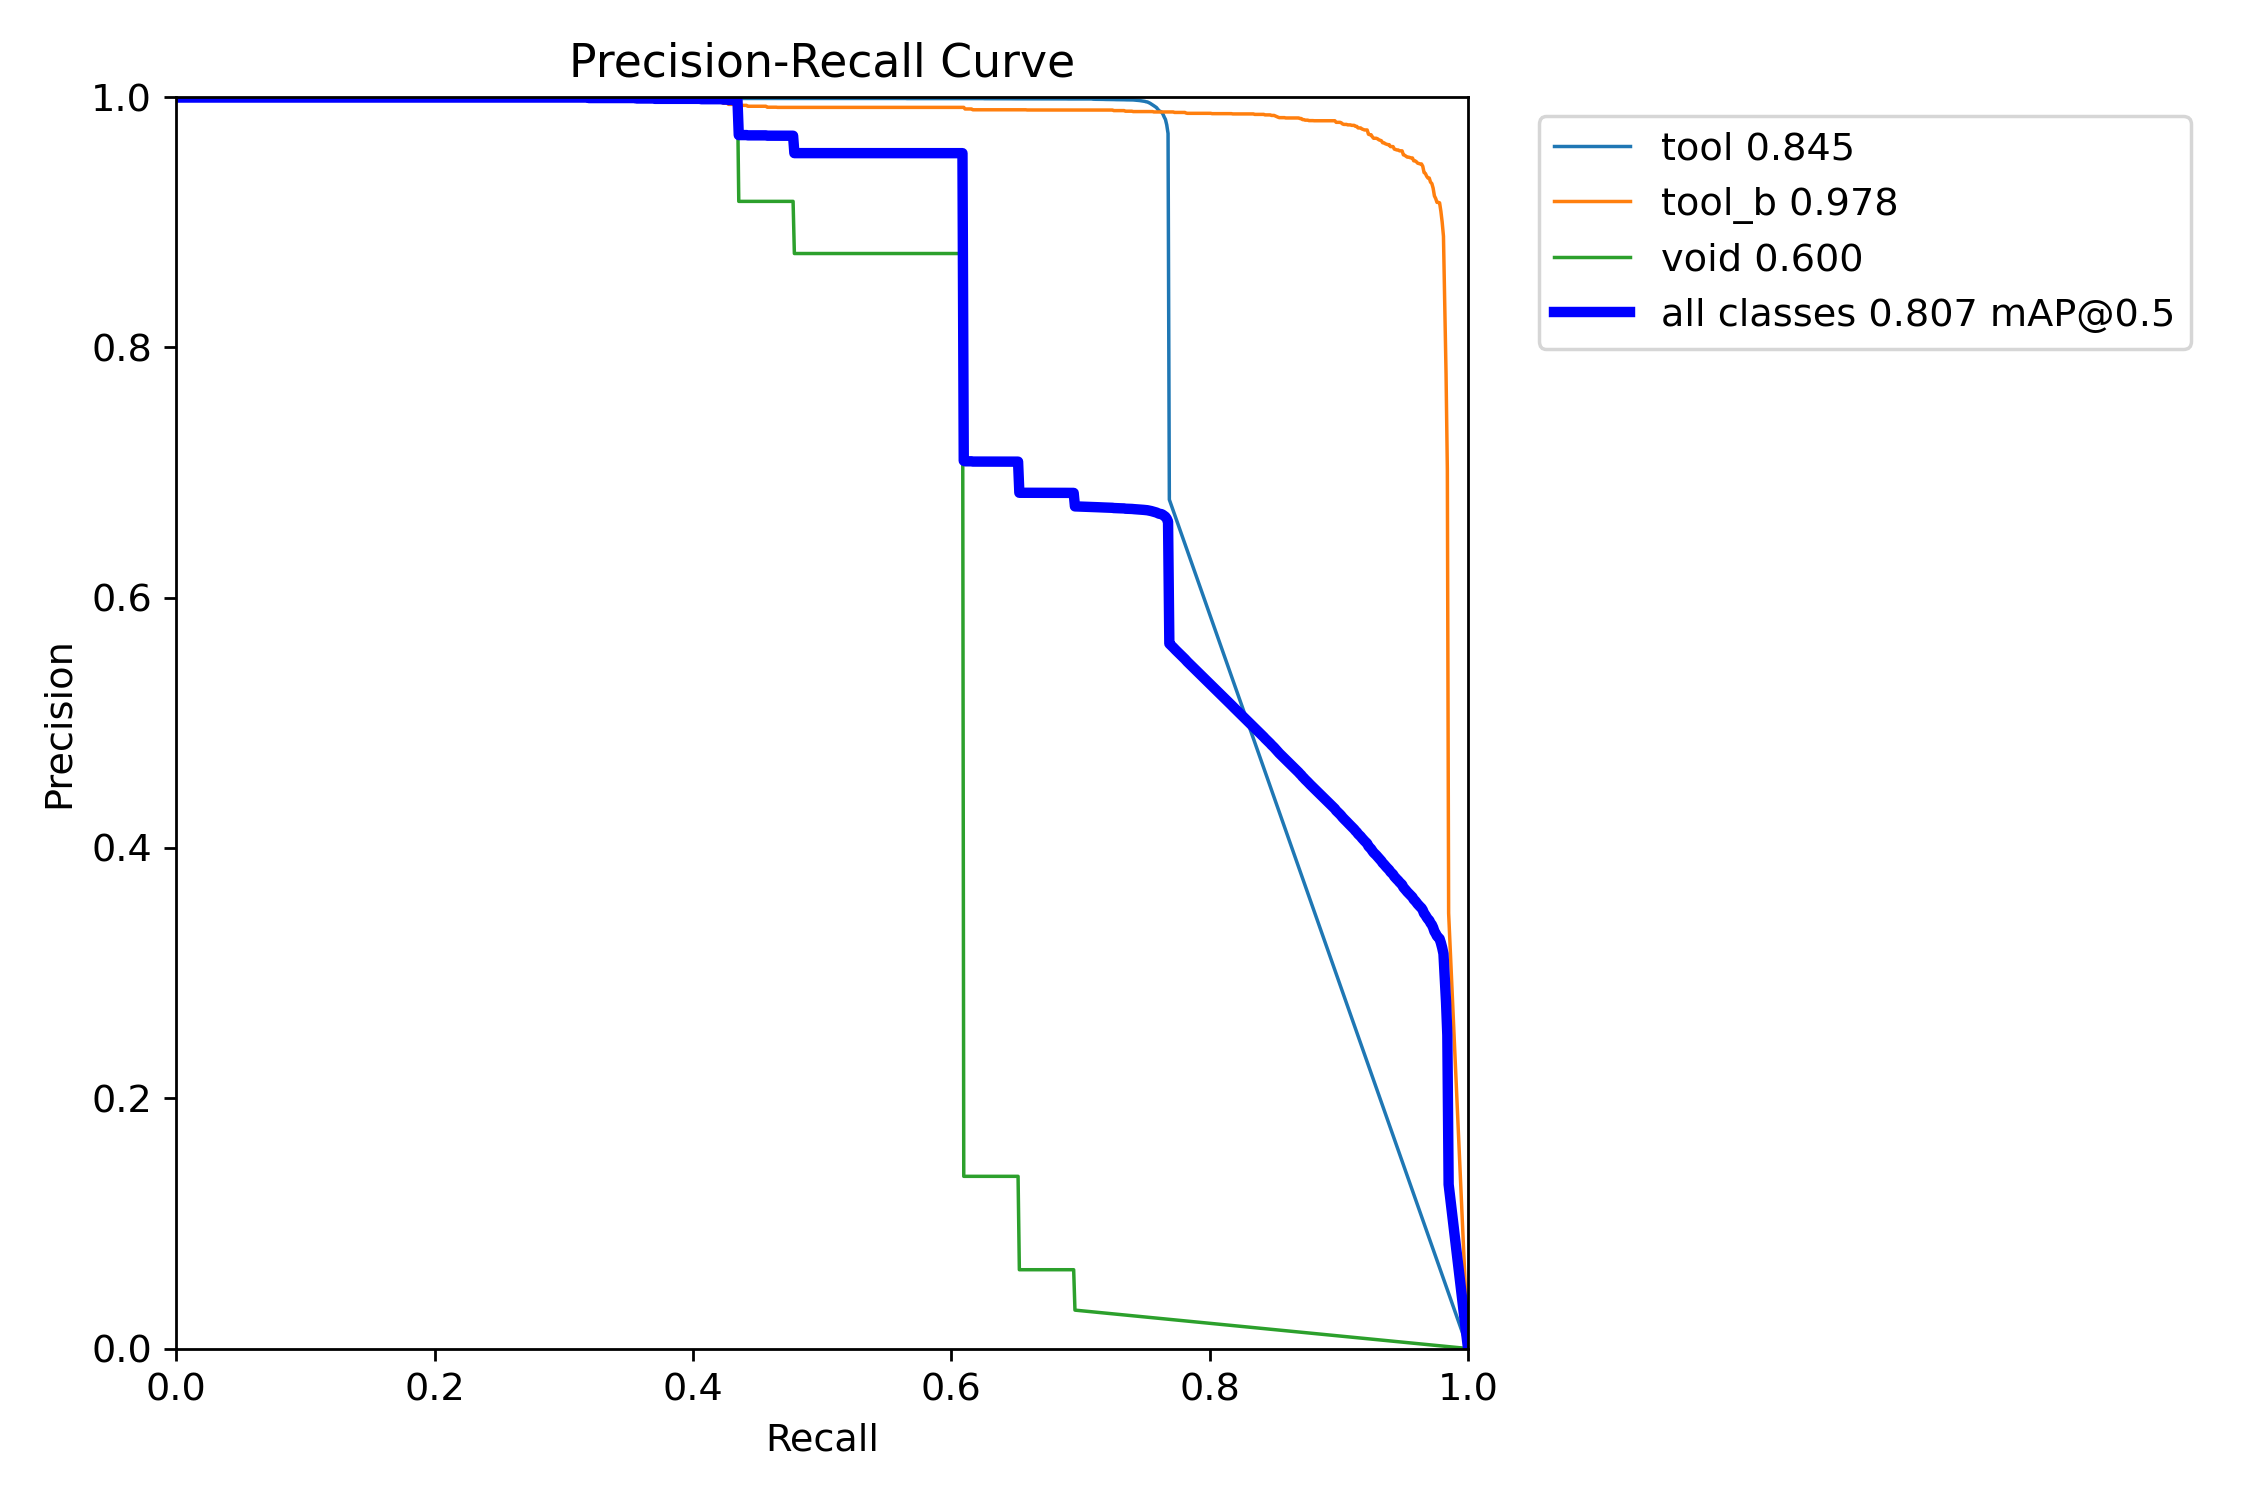 Precision-Recall Curve
1.0
0.8
0.6
0.4
0.2
0.0
Precision
0.0 0.2 0.4 0.6 0.8 1.0
Recall
tool 0.845
tool_b 0.978
void 0.600
all classes 0.807 mAP@0.5